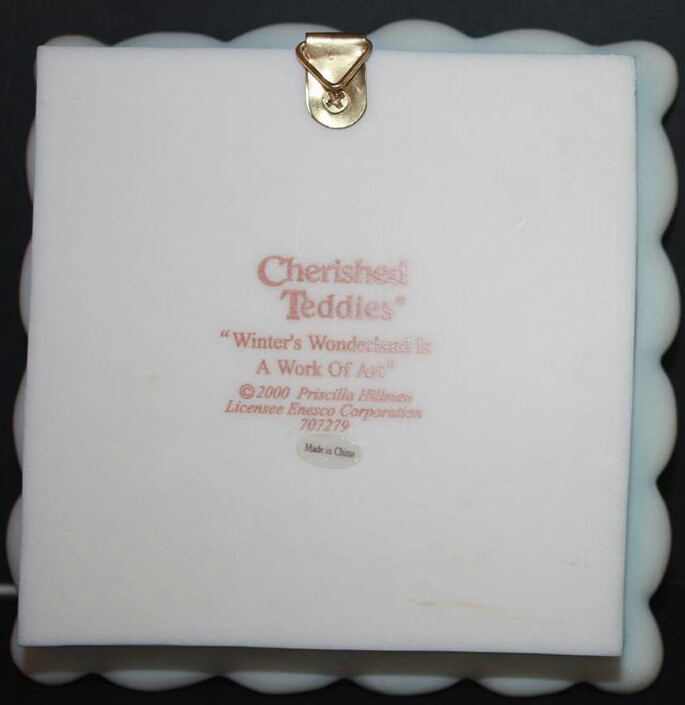 Cherished
Teddies®
"Winter's Wonderland Is
A Work Of Art"
©2000 Priscilla Hillman
Licensee Enesco Corporation
707279
Made in China